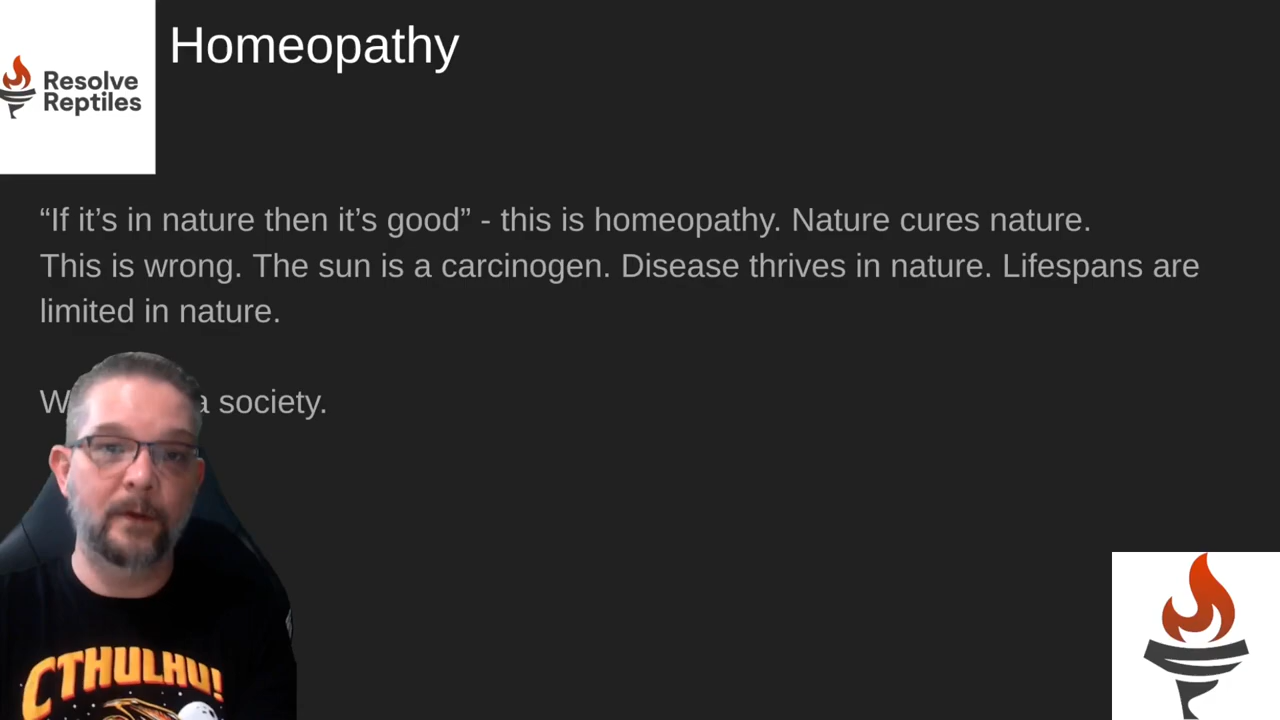 Homeopathy
Resolve
Reptiles
“If it’s in nature then it’s good” - this is homeopathy. Nature cures nature.
This is wrong. The sun is a carcinogen. Disease thrives in nature. Lifespans are
limited in nature.
a society.
CTHULHU!